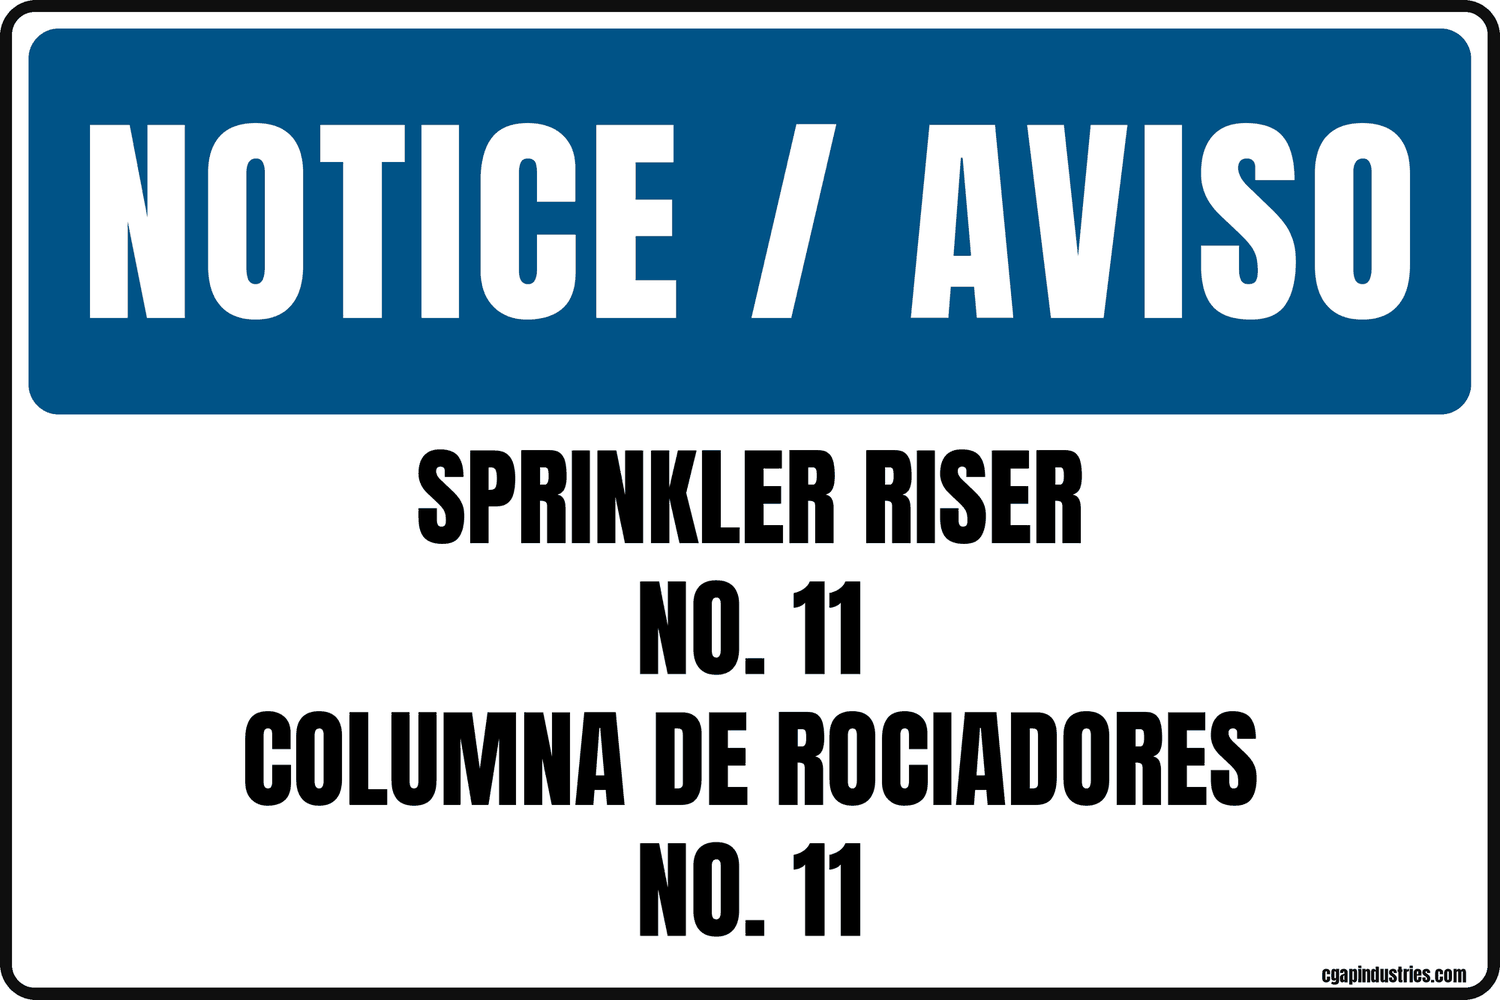 NOTICE / AVISO
SPRINKLER RISER
NO. 11
COLUMNA DE ROCIADORES
NO. 11
cgapindustries.com